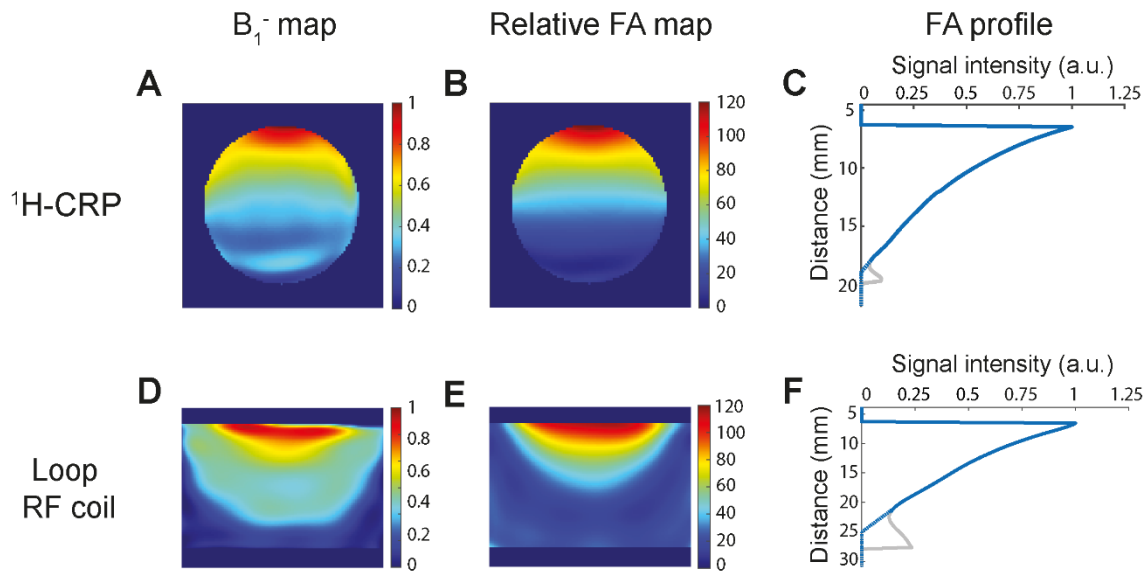 B₁⁻ map
Relative FA map
FA profile
¹H-CRP
A
1
0.8
0.6
0.4
0.2
0
B
120
100
80
60
40
20
0
C
Signal intensity (a.u.)
0 0.25 0.5 0.75 1 1.25
Distance (mm)
5
10
15
20
Loop
RF coil
D
1
0.8
0.6
0.4
0.2
0
E
120
100
80
60
40
20
0
F
Signal intensity (a.u.)
0 0.25 0.5 0.75 1 1.25
Distance (mm)
5
10
15
20
25
30